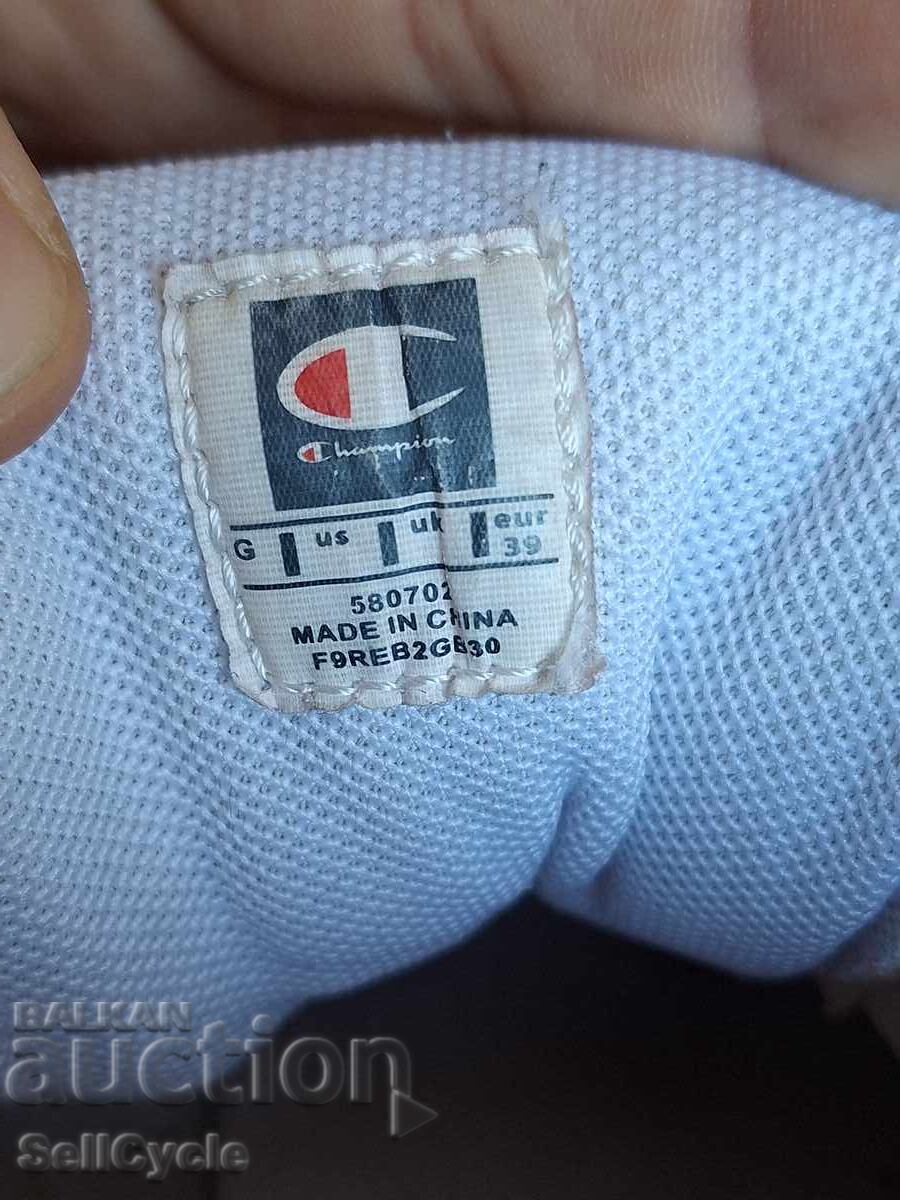 Champion
G us uk eur
39
580702
MADE IN CHINA
F9REB2GB30
BALKAN
auction
SellCycle